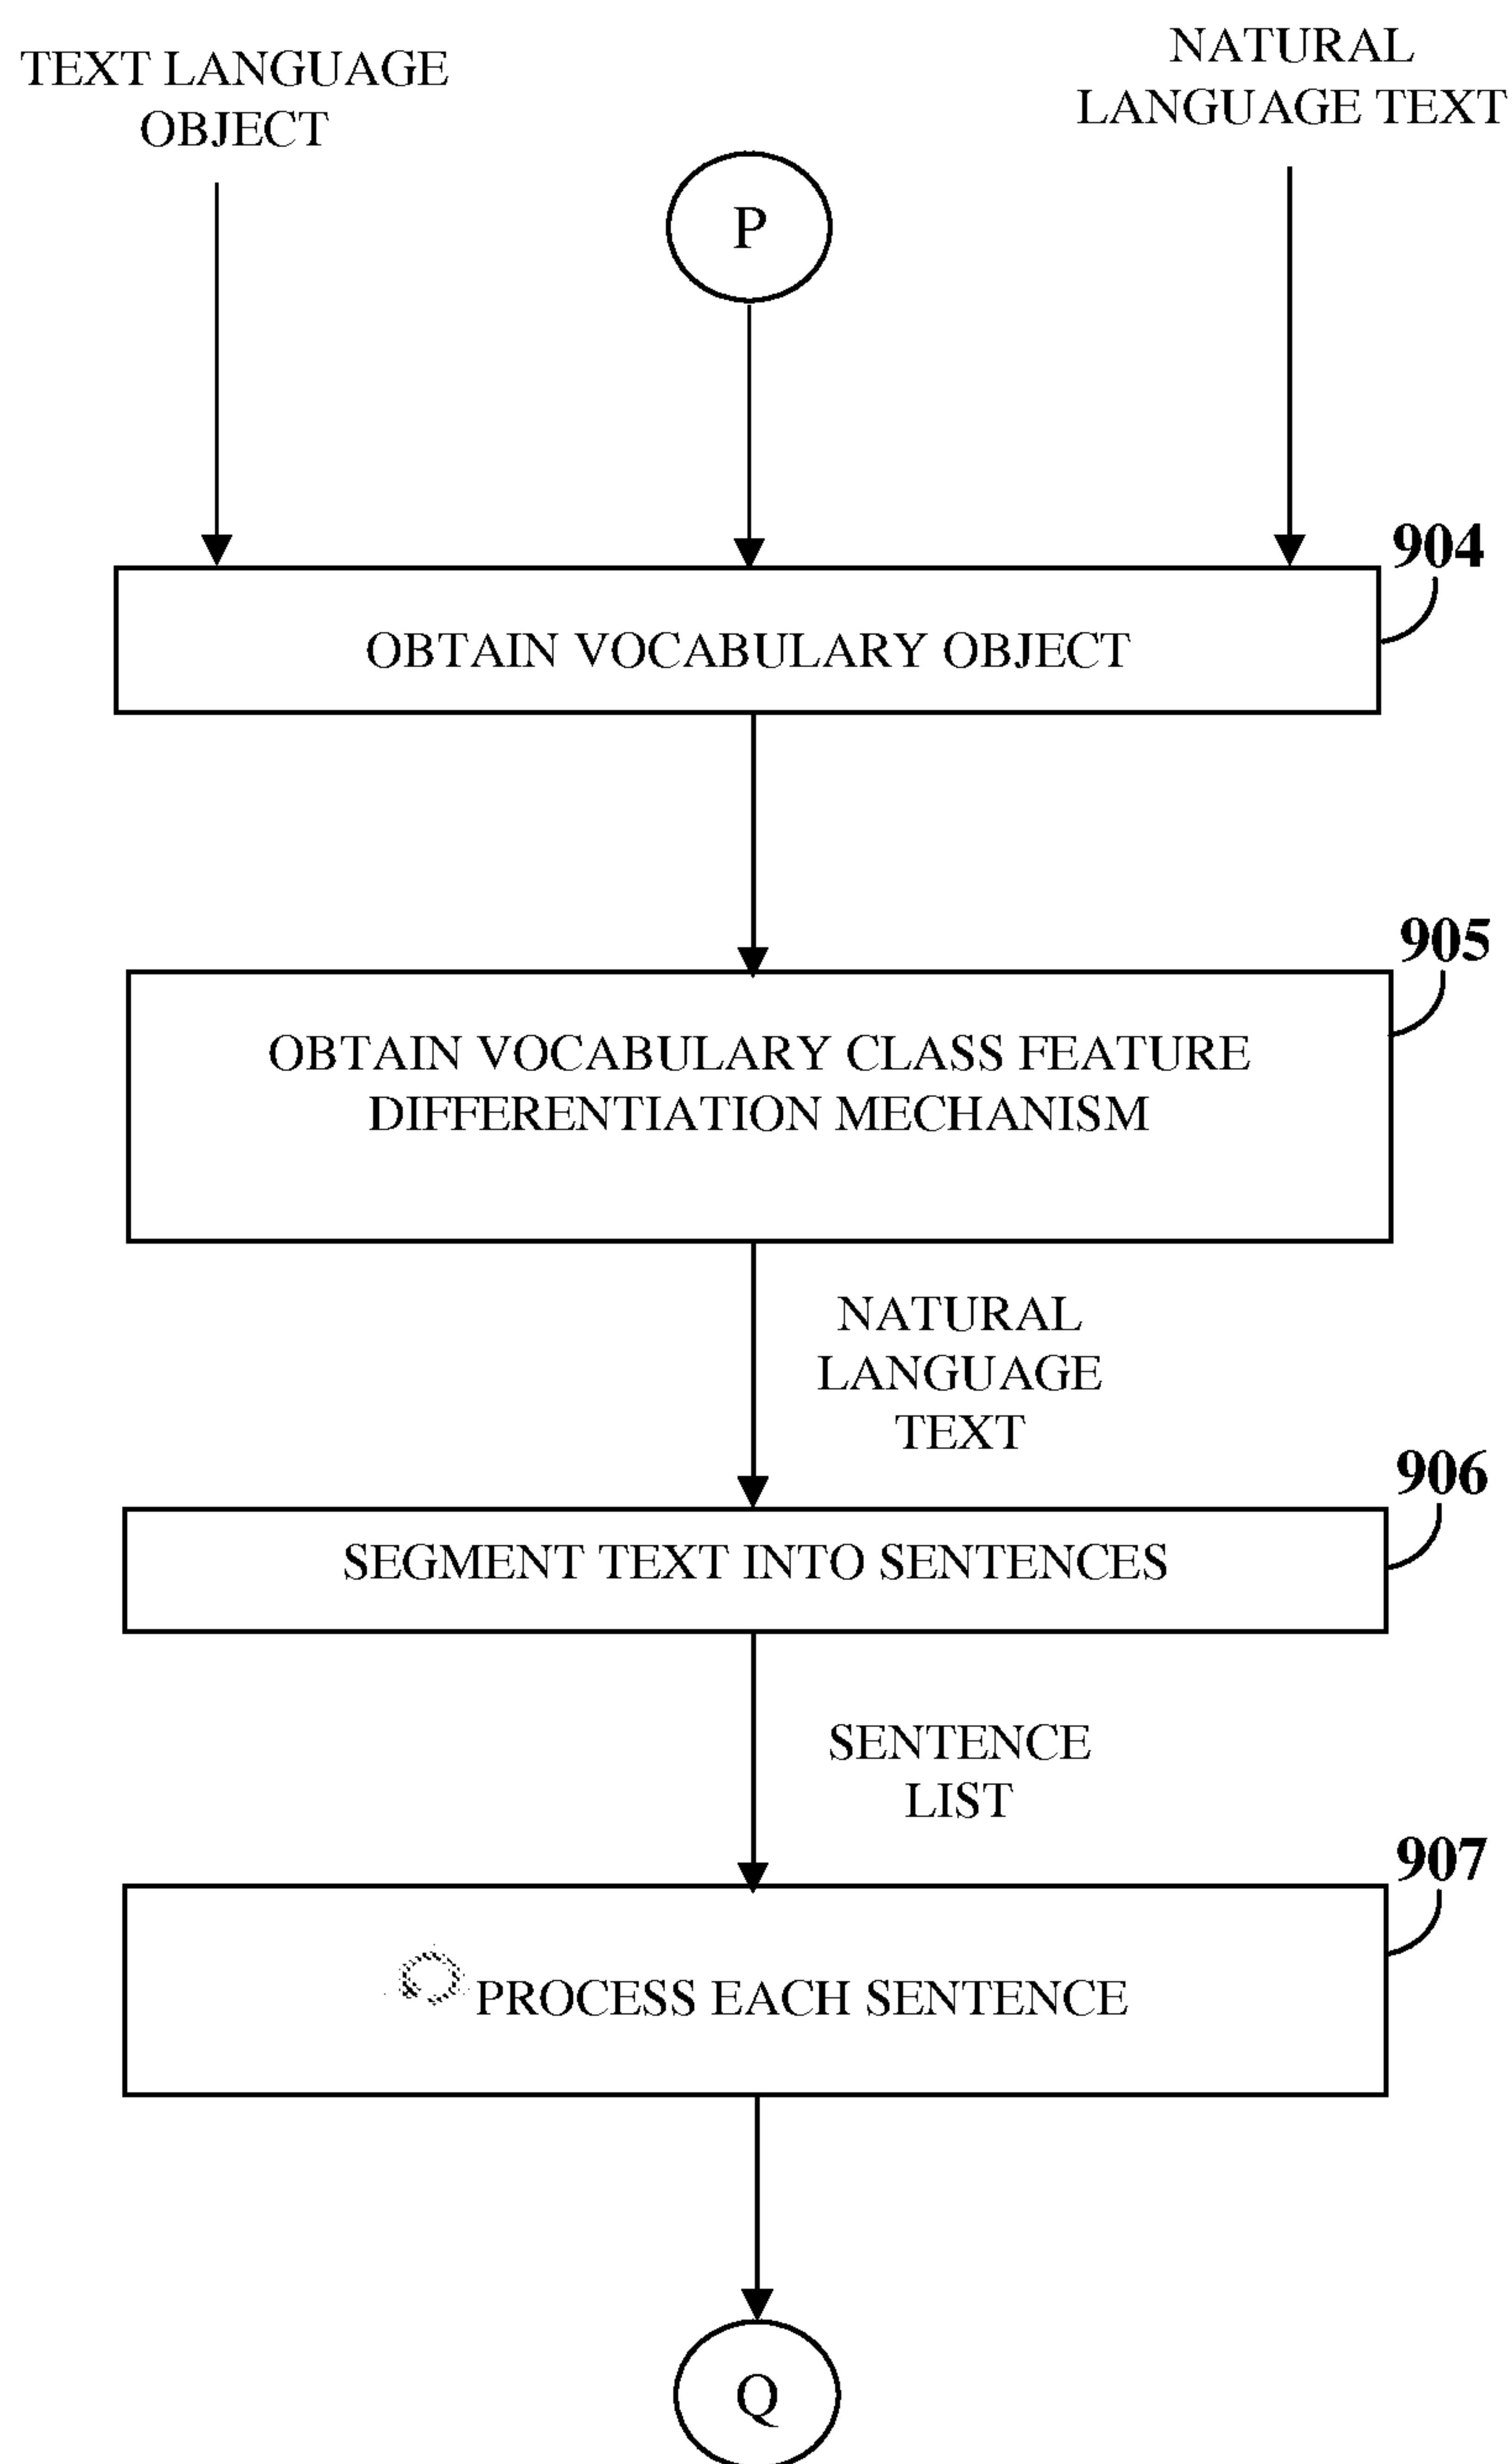 TEXT LANGUAGE
OBJECT
NATURAL
LANGUAGE TEXT
P
904
OBTAIN VOCABULARY OBJECT
905
OBTAIN VOCABULARY CLASS FEATURE
DIFFERENTIATION MECHANISM
NATURAL
LANGUAGE
TEXT
906
SEGMENT TEXT INTO SENTENCES
SENTENCE
LIST
907
PROCESS EACH SENTENCE
Q